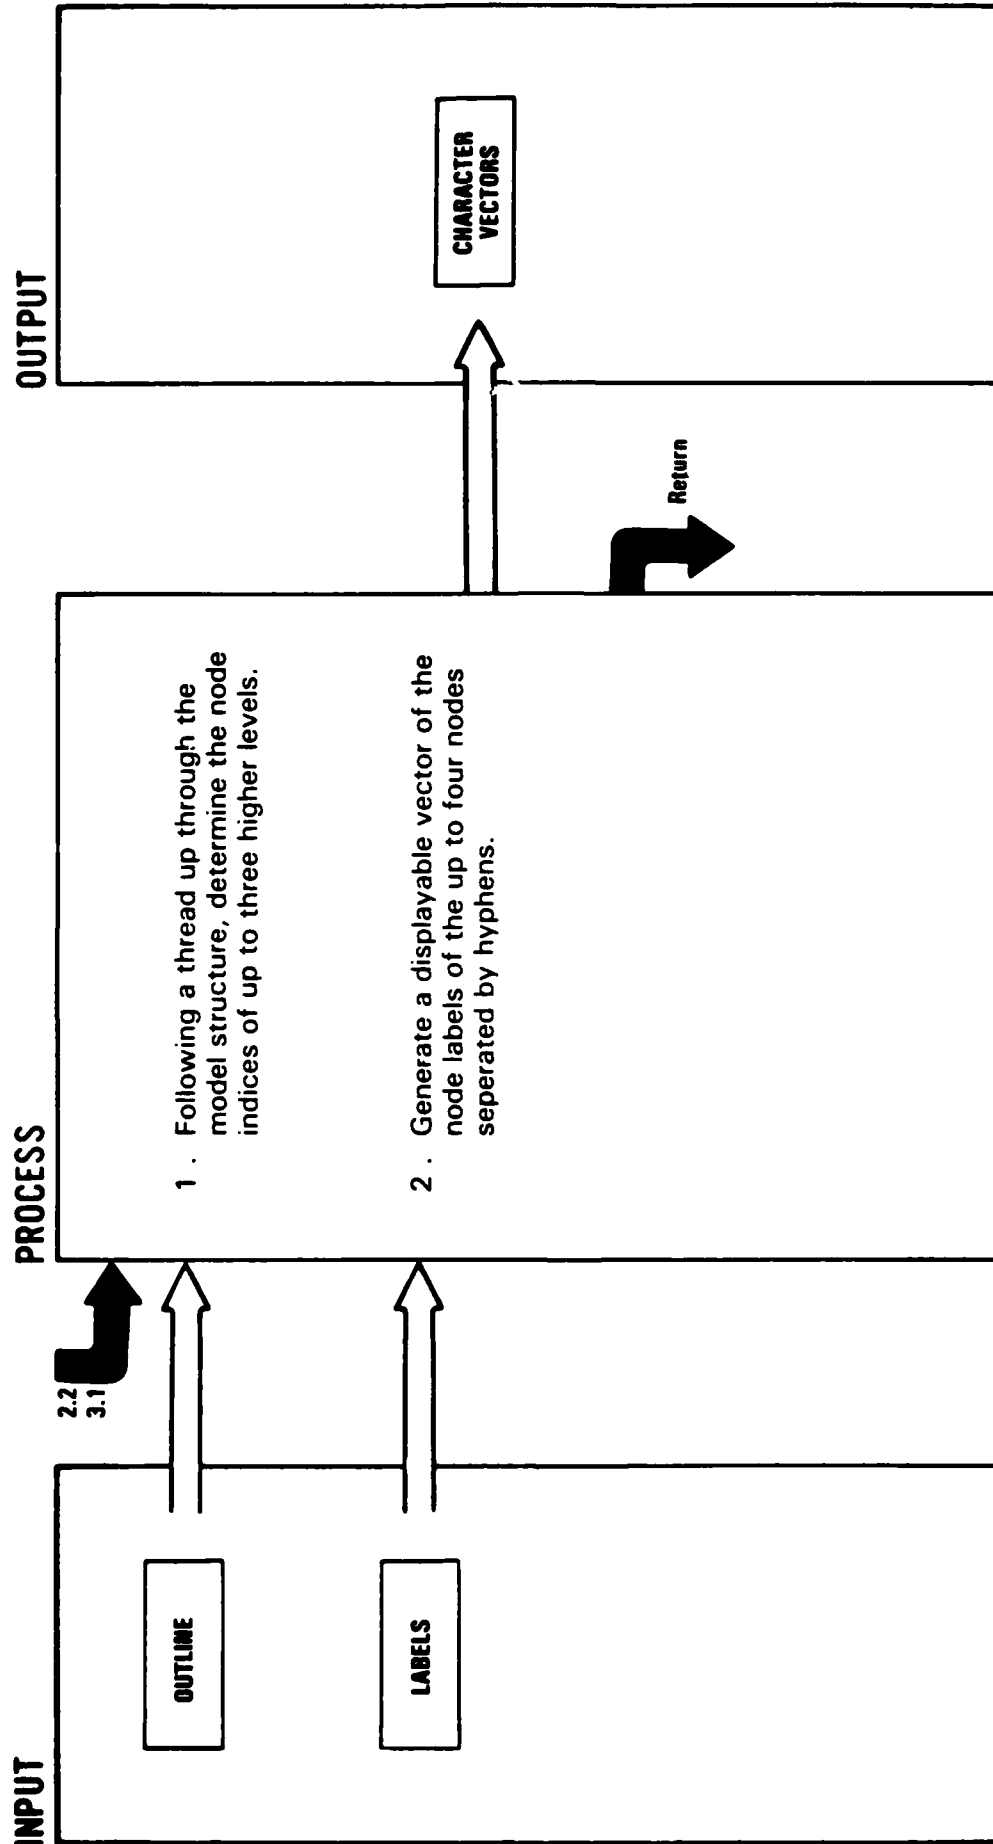 INPUT
OUTLINE
LABELS
2.2
3.1
PROCESS
1 . Following a thread up through the
model structure, determine the node
indices of up to three higher levels.
2 . Generate a displayable vector of the
node labels of the up to four nodes
seperated by hyphens.
Return
OUTPUT
CHARACTER
VECTORS